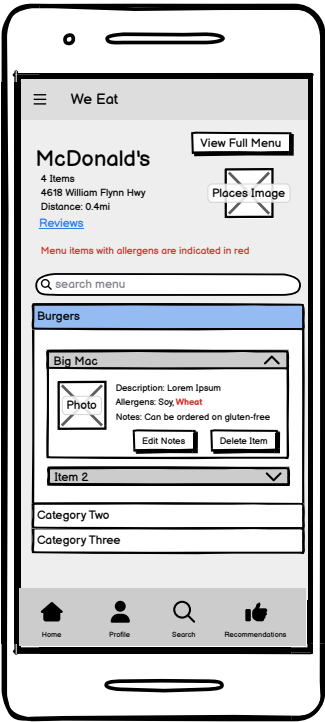 We Eat
View Full Menu
McDonald's
4 Items
4618 William Flynn Hwy
Distance: 0.4mi
Places Image
Reviews
Menu items with allergens are indicated in red
search menu
Burgers
Big Mac
Photo
Description: Lorem Ipsum
Allergens: Soy, Wheat
Notes: Can be ordered on gluten-free
Edit Notes
Delete Item
Item 2
Category Two
Category Three
Home
Profile
Search
Recommendations